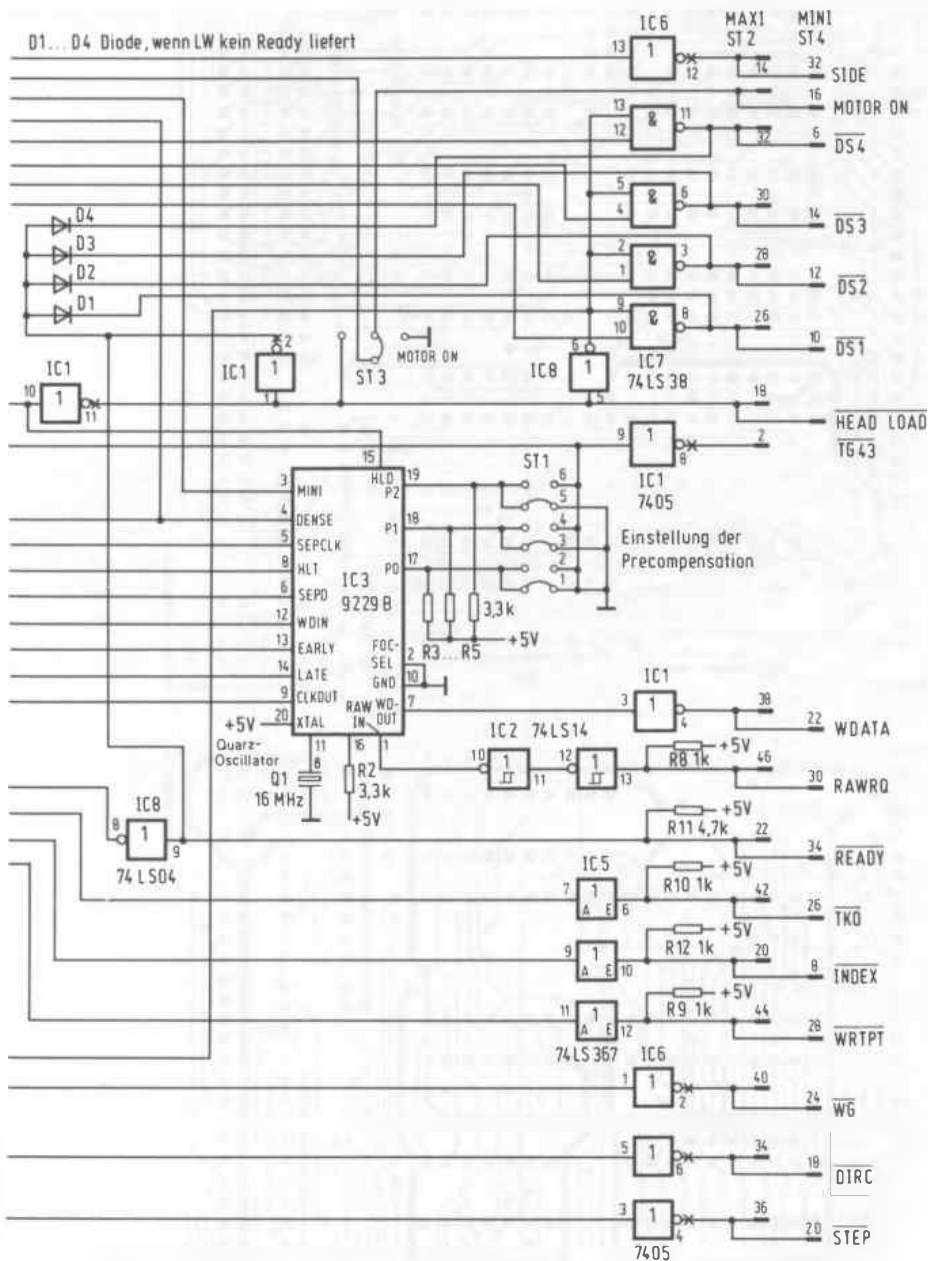 IC6 MAXI MINI
ST2 ST4
D1... D4 Diode, wenn LW kein Ready liefert
13 1 12 14 32 SIDE
16 MOTOR ON
13 12 & 11 32 6 DS4
5 4 & 6 30 14 DS3
D4
D3
D2
D1
2 1 & 3 28 12 DS2
9 10 & 8 26 10 DS1
IC7
74LS38
IC1 10 1 11
IC1 2 1 1
ST3
MOTOR ON
IC8 6 1 5
18 HEAD LOAD
9 1 8 2 TG43
IC1
7405
15 HLD
3 MINI
4 DENSE
5 SEPCLK
8 HLT
6 SEPD
12 WDIN
13 EARLY
14 LATE
9 CLKOUT
20 XTAL
+5V
Quarz-
Oscillator
IC3
9229B
19 P2
18 P1
17 P0
ST1
6
5
4
3
2
1
Einstellung der
Precompensation
3,3k
R3...R5 +5V
FDC-
SEL 2
GND 10
WD-
OUT 7
RAW
IN
11 16 1
8
Q1
16 MHz
R2
3,3k
+5V
IC1
3 1 4 38 22 WDATA
IC2 74LS14
10 1 11 12 1 13
+5V
R8 1k
46 30 RAWRQ
IC8
8 1 9
74LS04
+5V
R11 4,7k
22 34 READY
IC5
7 1 A E 6
+5V
R10 1k
42 26 TK0
9 1 A E 10
+5V
R12 1k
20 8 INDEX
11 1 A E 12
74LS367
+5V
R9 1k
44 28 WRTPT
IC6
1 1 2 40 24 WG
5 1 6 34 18 DIRC
3 1 4 36 20 STEP
7405